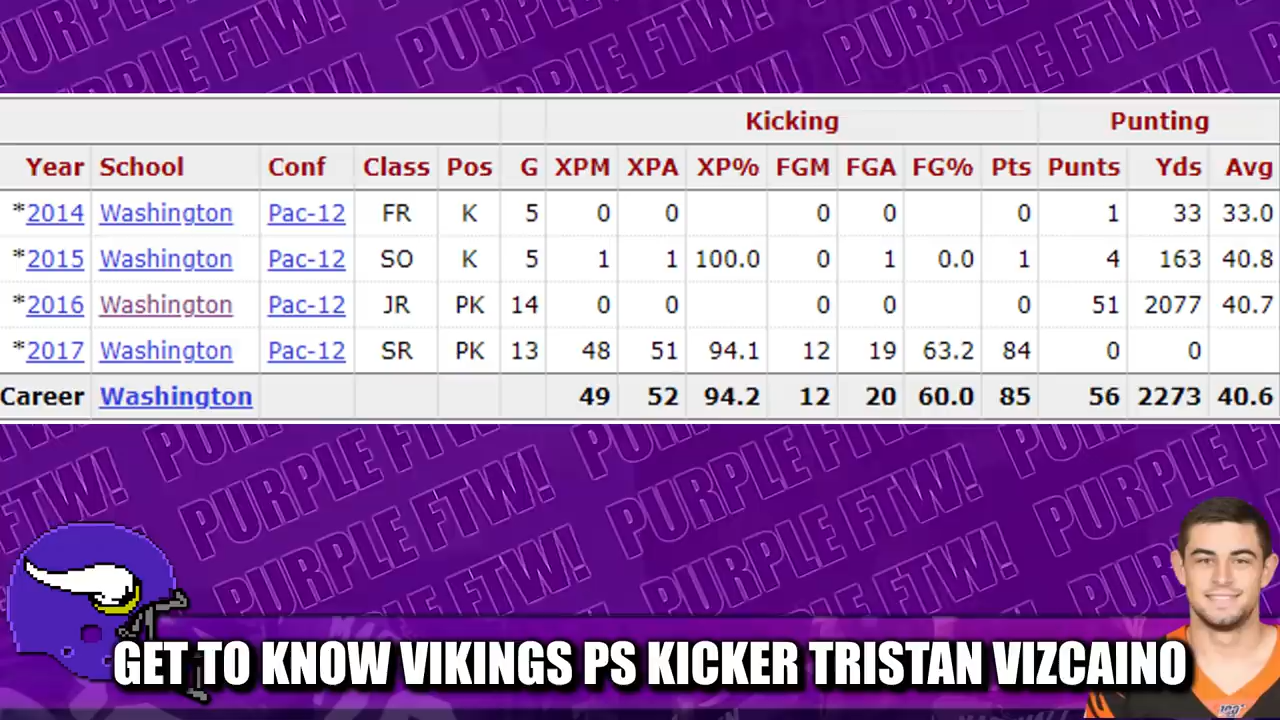 PURPLE FTW!
Kicking Punting
Year School Conf Class Pos G XPM XPA XP% FGM FGA FG% Pts Punts Yds Avg
*2014 Washington Pac-12 FR K 5 0 0 0 0 0 1 33 33.0
*2015 Washington Pac-12 SO K 5 1 1 100.0 0 1 0.0 1 4 163 40.8
*2016 Washington Pac-12 JR PK 14 0 0 0 0 0 51 2077 40.7
*2017 Washington Pac-12 SR PK 13 48 51 94.1 12 19 63.2 84 0 0
Career Washington 49 52 94.2 12 20 60.0 85 56 2273 40.6
PURPLE FTW!
GET TO KNOW VIKINGS PS KICKER TRISTAN VIZCAINO